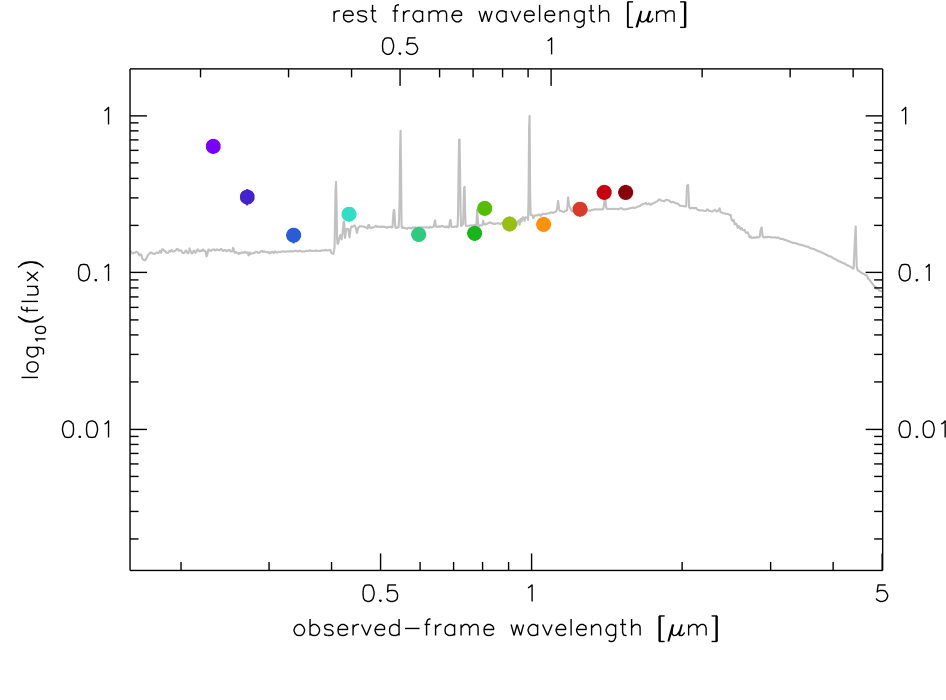 rest frame wavelength [μm]
0.5 1
1 1
0.1 0.1
0.01 0.01
log10(flux)
0.5 1 5
observed-frame wavelength [μm]